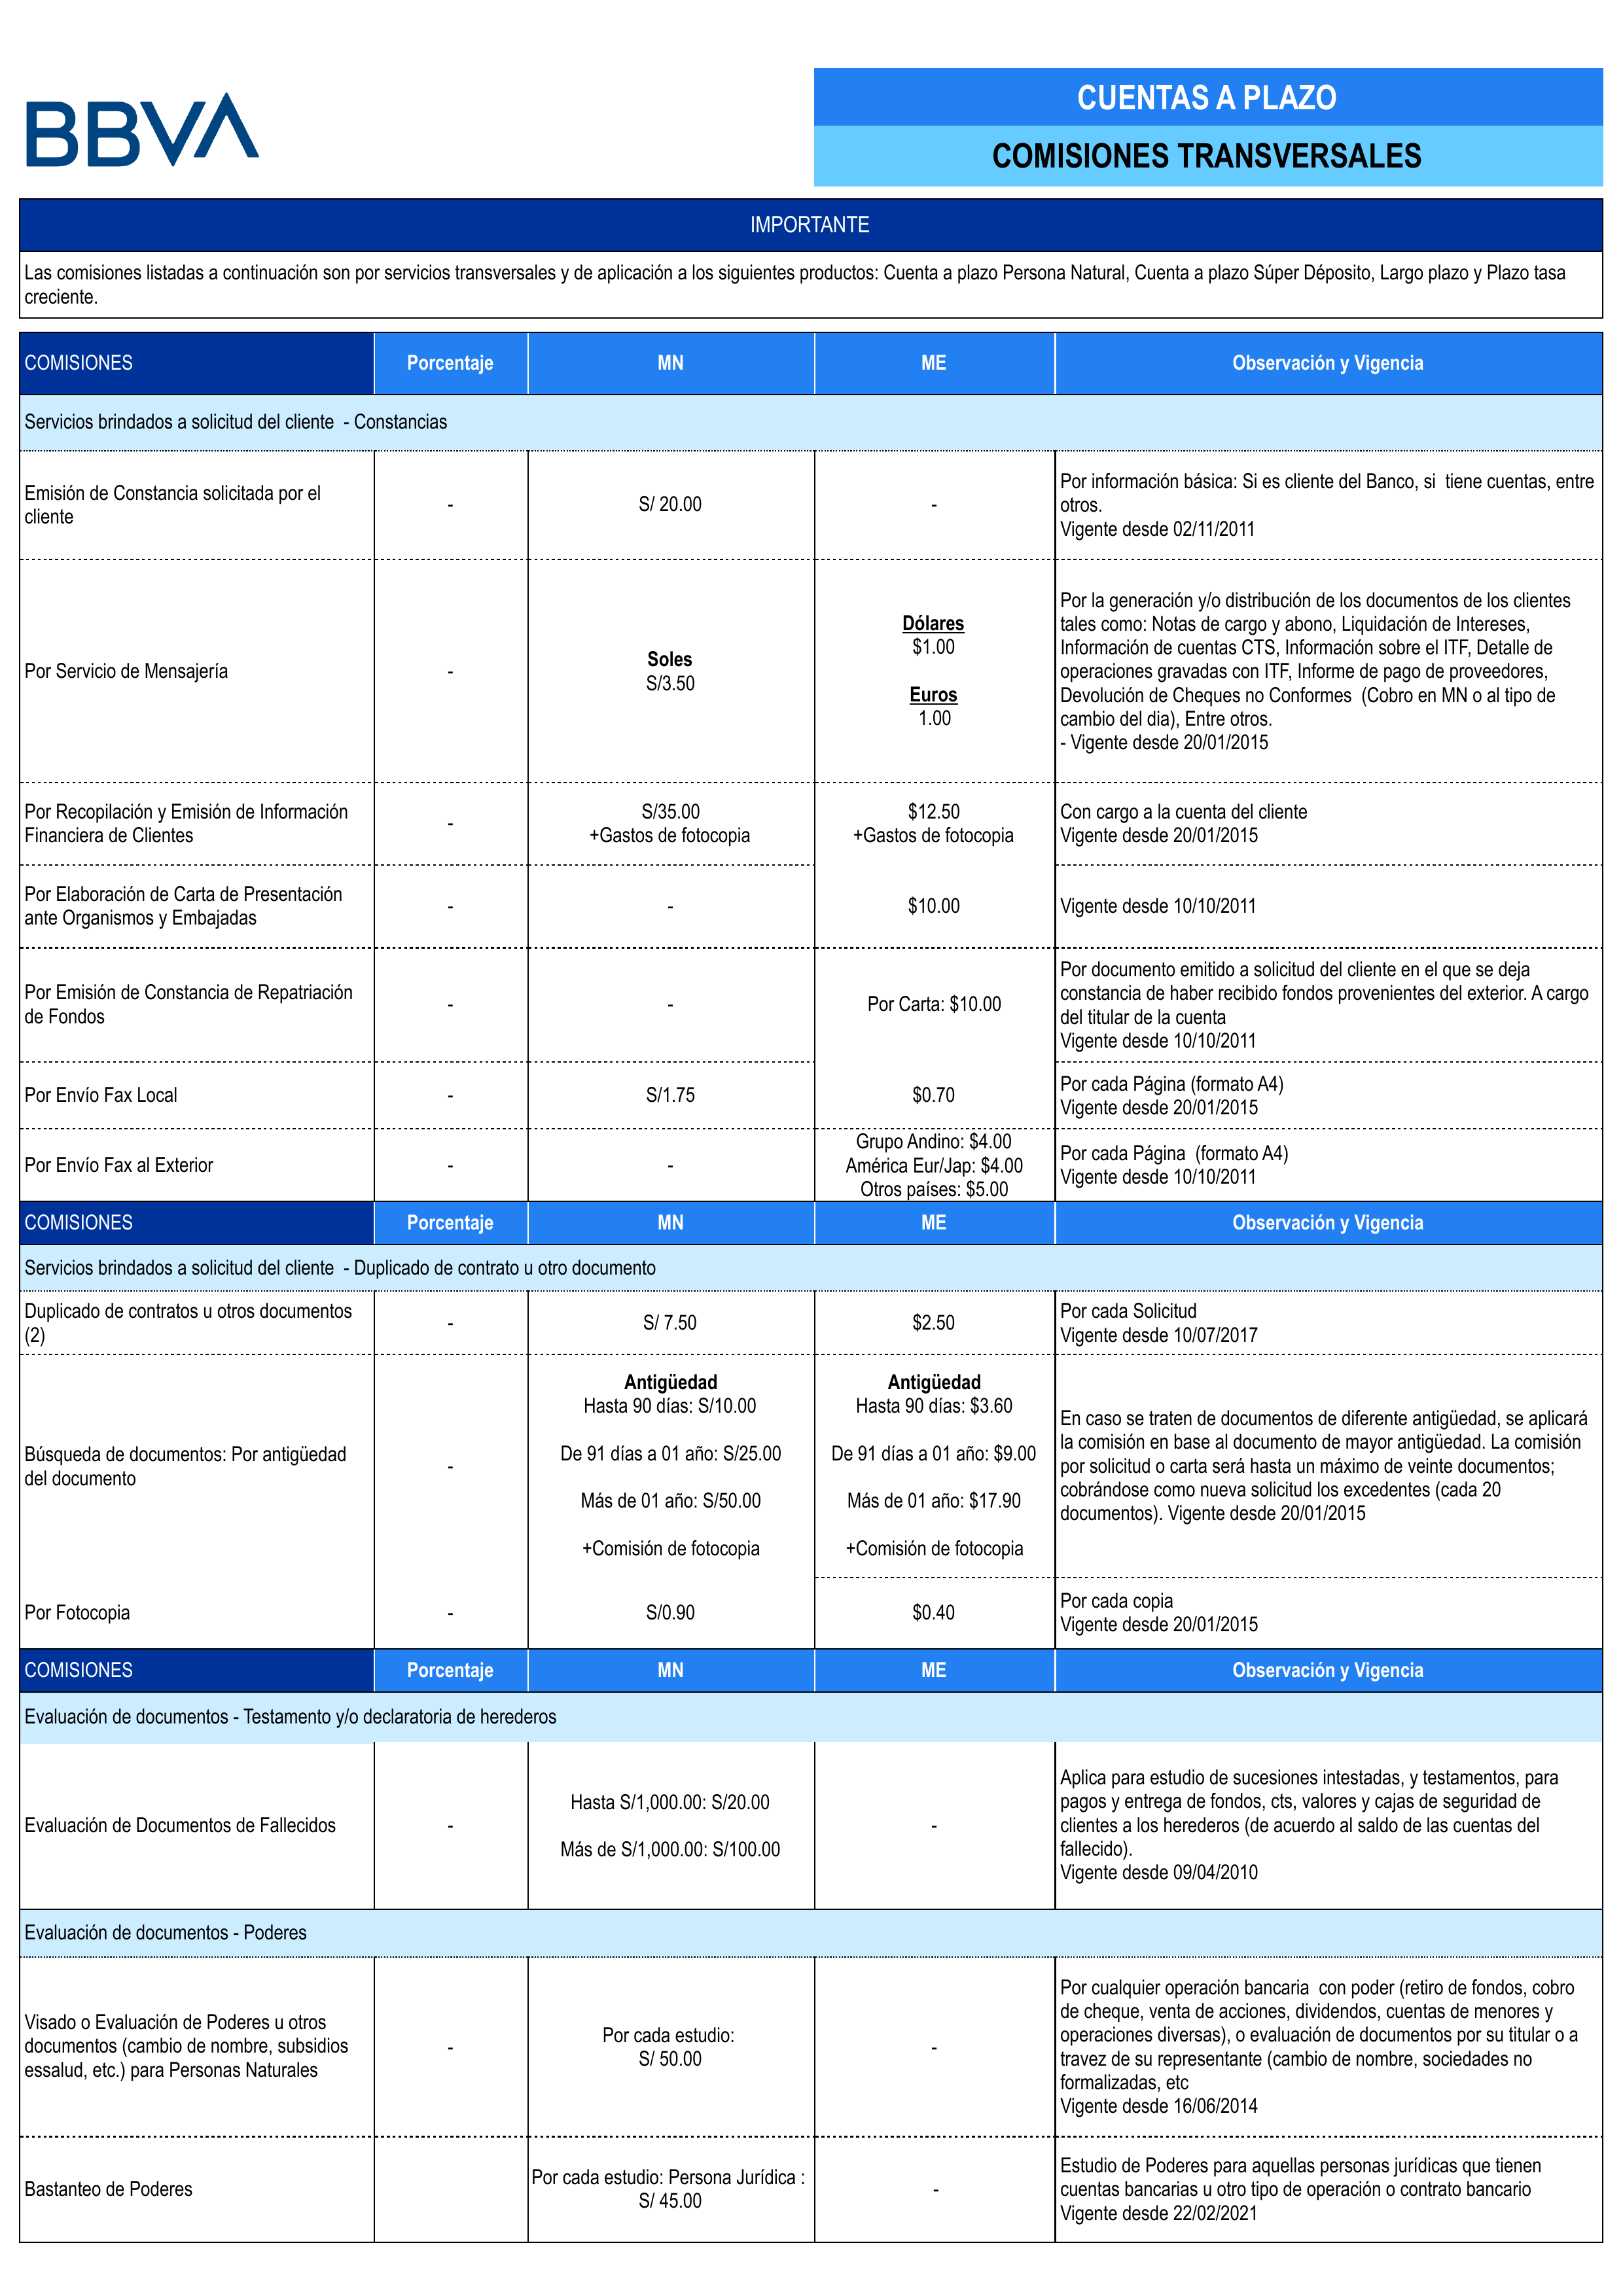 BBVA
CUENTAS A PLAZO
COMISIONES TRANSVERSALES
IMPORTANTE
Las comisiones listadas a continuación son por servicios transversales y de aplicación a los siguientes productos: Cuenta a plazo Persona Natural, Cuenta a plazo Súper Déposito, Largo plazo y Plazo tasa
creciente.
COMISIONES Porcentaje MN ME Observación y Vigencia
Servicios brindados a solicitud del cliente - Constancias
Emisión de Constancia solicitada por el
cliente
-
S/ 20.00
-
Por información básica: Si es cliente del Banco, si tiene cuentas, entre
otros.
Vigente desde 02/11/2011
Por Servicio de Mensajería
-
Soles
S/3.50
Dólares
$1.00
Euros
1.00
Por la generación y/o distribución de los documentos de los clientes
tales como: Notas de cargo y abono, Liquidación de Intereses,
Información de cuentas CTS, Información sobre el ITF, Detalle de
operaciones gravadas con ITF, Informe de pago de proveedores,
Devolución de Cheques no Conformes (Cobro en MN o al tipo de
cambio del dia), Entre otros.
- Vigente desde 20/01/2015
Por Recopilación y Emisión de Información
Financiera de Clientes
-
S/35.00
+Gastos de fotocopia
$12.50
+Gastos de fotocopia
Con cargo a la cuenta del cliente
Vigente desde 20/01/2015
Por Elaboración de Carta de Presentación
ante Organismos y Embajadas
-
-
$10.00
Vigente desde 10/10/2011
Por Emisión de Constancia de Repatriación
de Fondos
-
-
Por Carta: $10.00
Por documento emitido a solicitud del cliente en el que se deja
constancia de haber recibido fondos provenientes del exterior. A cargo
del titular de la cuenta
Vigente desde 10/10/2011
Por Envío Fax Local
-
S/1.75
$0.70
Por cada Página (formato A4)
Vigente desde 20/01/2015
Por Envío Fax al Exterior
-
-
Grupo Andino: $4.00
América Eur/Jap: $4.00
Otros países: $5.00
Por cada Página (formato A4)
Vigente desde 10/10/2011
COMISIONES Porcentaje MN ME Observación y Vigencia
Servicios brindados a solicitud del cliente - Duplicado de contrato u otro documento
Duplicado de contratos u otros documentos
(2)
-
S/ 7.50
$2.50
Por cada Solicitud
Vigente desde 10/07/2017
Búsqueda de documentos: Por antigüedad
del documento
-
Antigüedad
Hasta 90 días: S/10.00
De 91 días a 01 año: S/25.00
Más de 01 año: S/50.00
+Comisión de fotocopia
Antigüedad
Hasta 90 días: $3.60
De 91 días a 01 año: $9.00
Más de 01 año: $17.90
+Comisión de fotocopia
En caso se traten de documentos de diferente antigüedad, se aplicará
la comisión en base al documento de mayor antigüedad. La comisión
por solicitud o carta será hasta un máximo de veinte documentos;
cobrándose como nueva solicitud los excedentes (cada 20
documentos). Vigente desde 20/01/2015
Por Fotocopia
-
S/0.90
$0.40
Por cada copia
Vigente desde 20/01/2015
COMISIONES Porcentaje MN ME Observación y Vigencia
Evaluación de documentos - Testamento y/o declaratoria de herederos
Evaluación de Documentos de Fallecidos
-
Hasta S/1,000.00: S/20.00
Más de S/1,000.00: S/100.00
-
Aplica para estudio de sucesiones intestadas, y testamentos, para
pagos y entrega de fondos, cts, valores y cajas de seguridad de
clientes a los herederos (de acuerdo al saldo de las cuentas del
fallecido).
Vigente desde 09/04/2010
Evaluación de documentos - Poderes
Visado o Evaluación de Poderes u otros
documentos (cambio de nombre, subsidios
essalud, etc.) para Personas Naturales
-
Por cada estudio:
S/ 50.00
-
Por cualquier operación bancaria con poder (retiro de fondos, cobro
de cheque, venta de acciones, dividendos, cuentas de menores y
operaciones diversas), o evaluación de documentos por su titular o a
travez de su representante (cambio de nombre, sociedades no
formalizadas, etc
Vigente desde 16/06/2014
Bastanteo de Poderes
Por cada estudio: Persona Jurídica :
S/ 45.00
-
Estudio de Poderes para aquellas personas jurídicas que tienen
cuentas bancarias u otro tipo de operación o contrato bancario
Vigente desde 22/02/2021